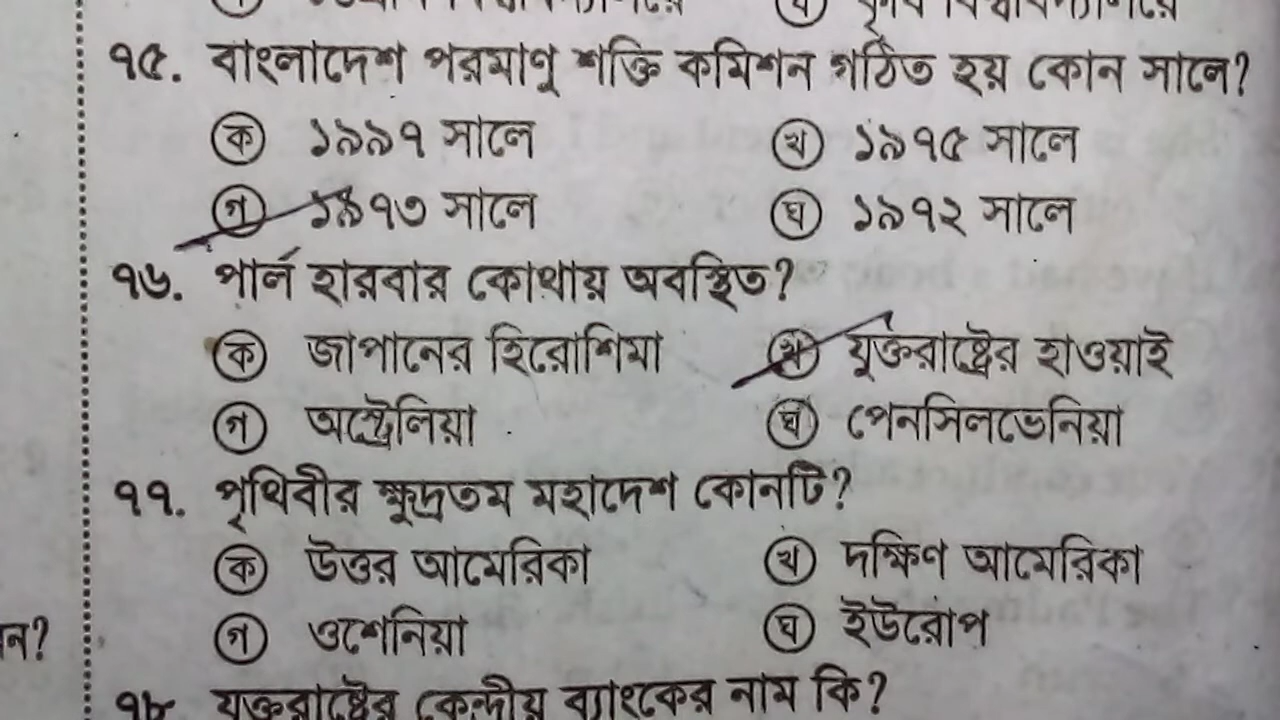 ৭৫. বাংলাদেশ পরমাণু শক্তি কমিশন গঠিত হয় কোন সালে?
ক ১৯৯৭ সালে খ ১৯৭৫ সালে
গ ১৯৭৩ সালে ঘ ১৯৭২ সালে
৭৬. পার্ল হারবার কোথায় অবস্থিত?
ক জাপানের হিরোশিমা খ যুক্তরাষ্ট্রের হাওয়াই
গ অস্ট্রেলিয়া ঘ পেনসিলভেনিয়া
৭৭. পৃথিবীর ক্ষুদ্রতম মহাদেশ কোনটি?
ক উত্তর আমেরিকা খ দক্ষিণ আমেরিকা
গ ওশেনিয়া ঘ ইউরোপ
৭৮ যুক্তরাষ্ট্রের কেন্দ্রীয় ব্যাংকের নাম কি?